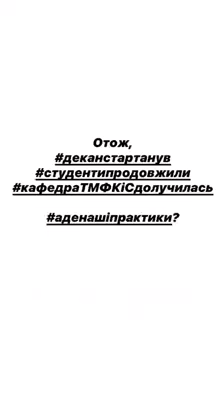 Отож,
#деканстартанув
#студентипродовжили
#кафедраТМФКіСдолучилась
#аденашіпрактики?